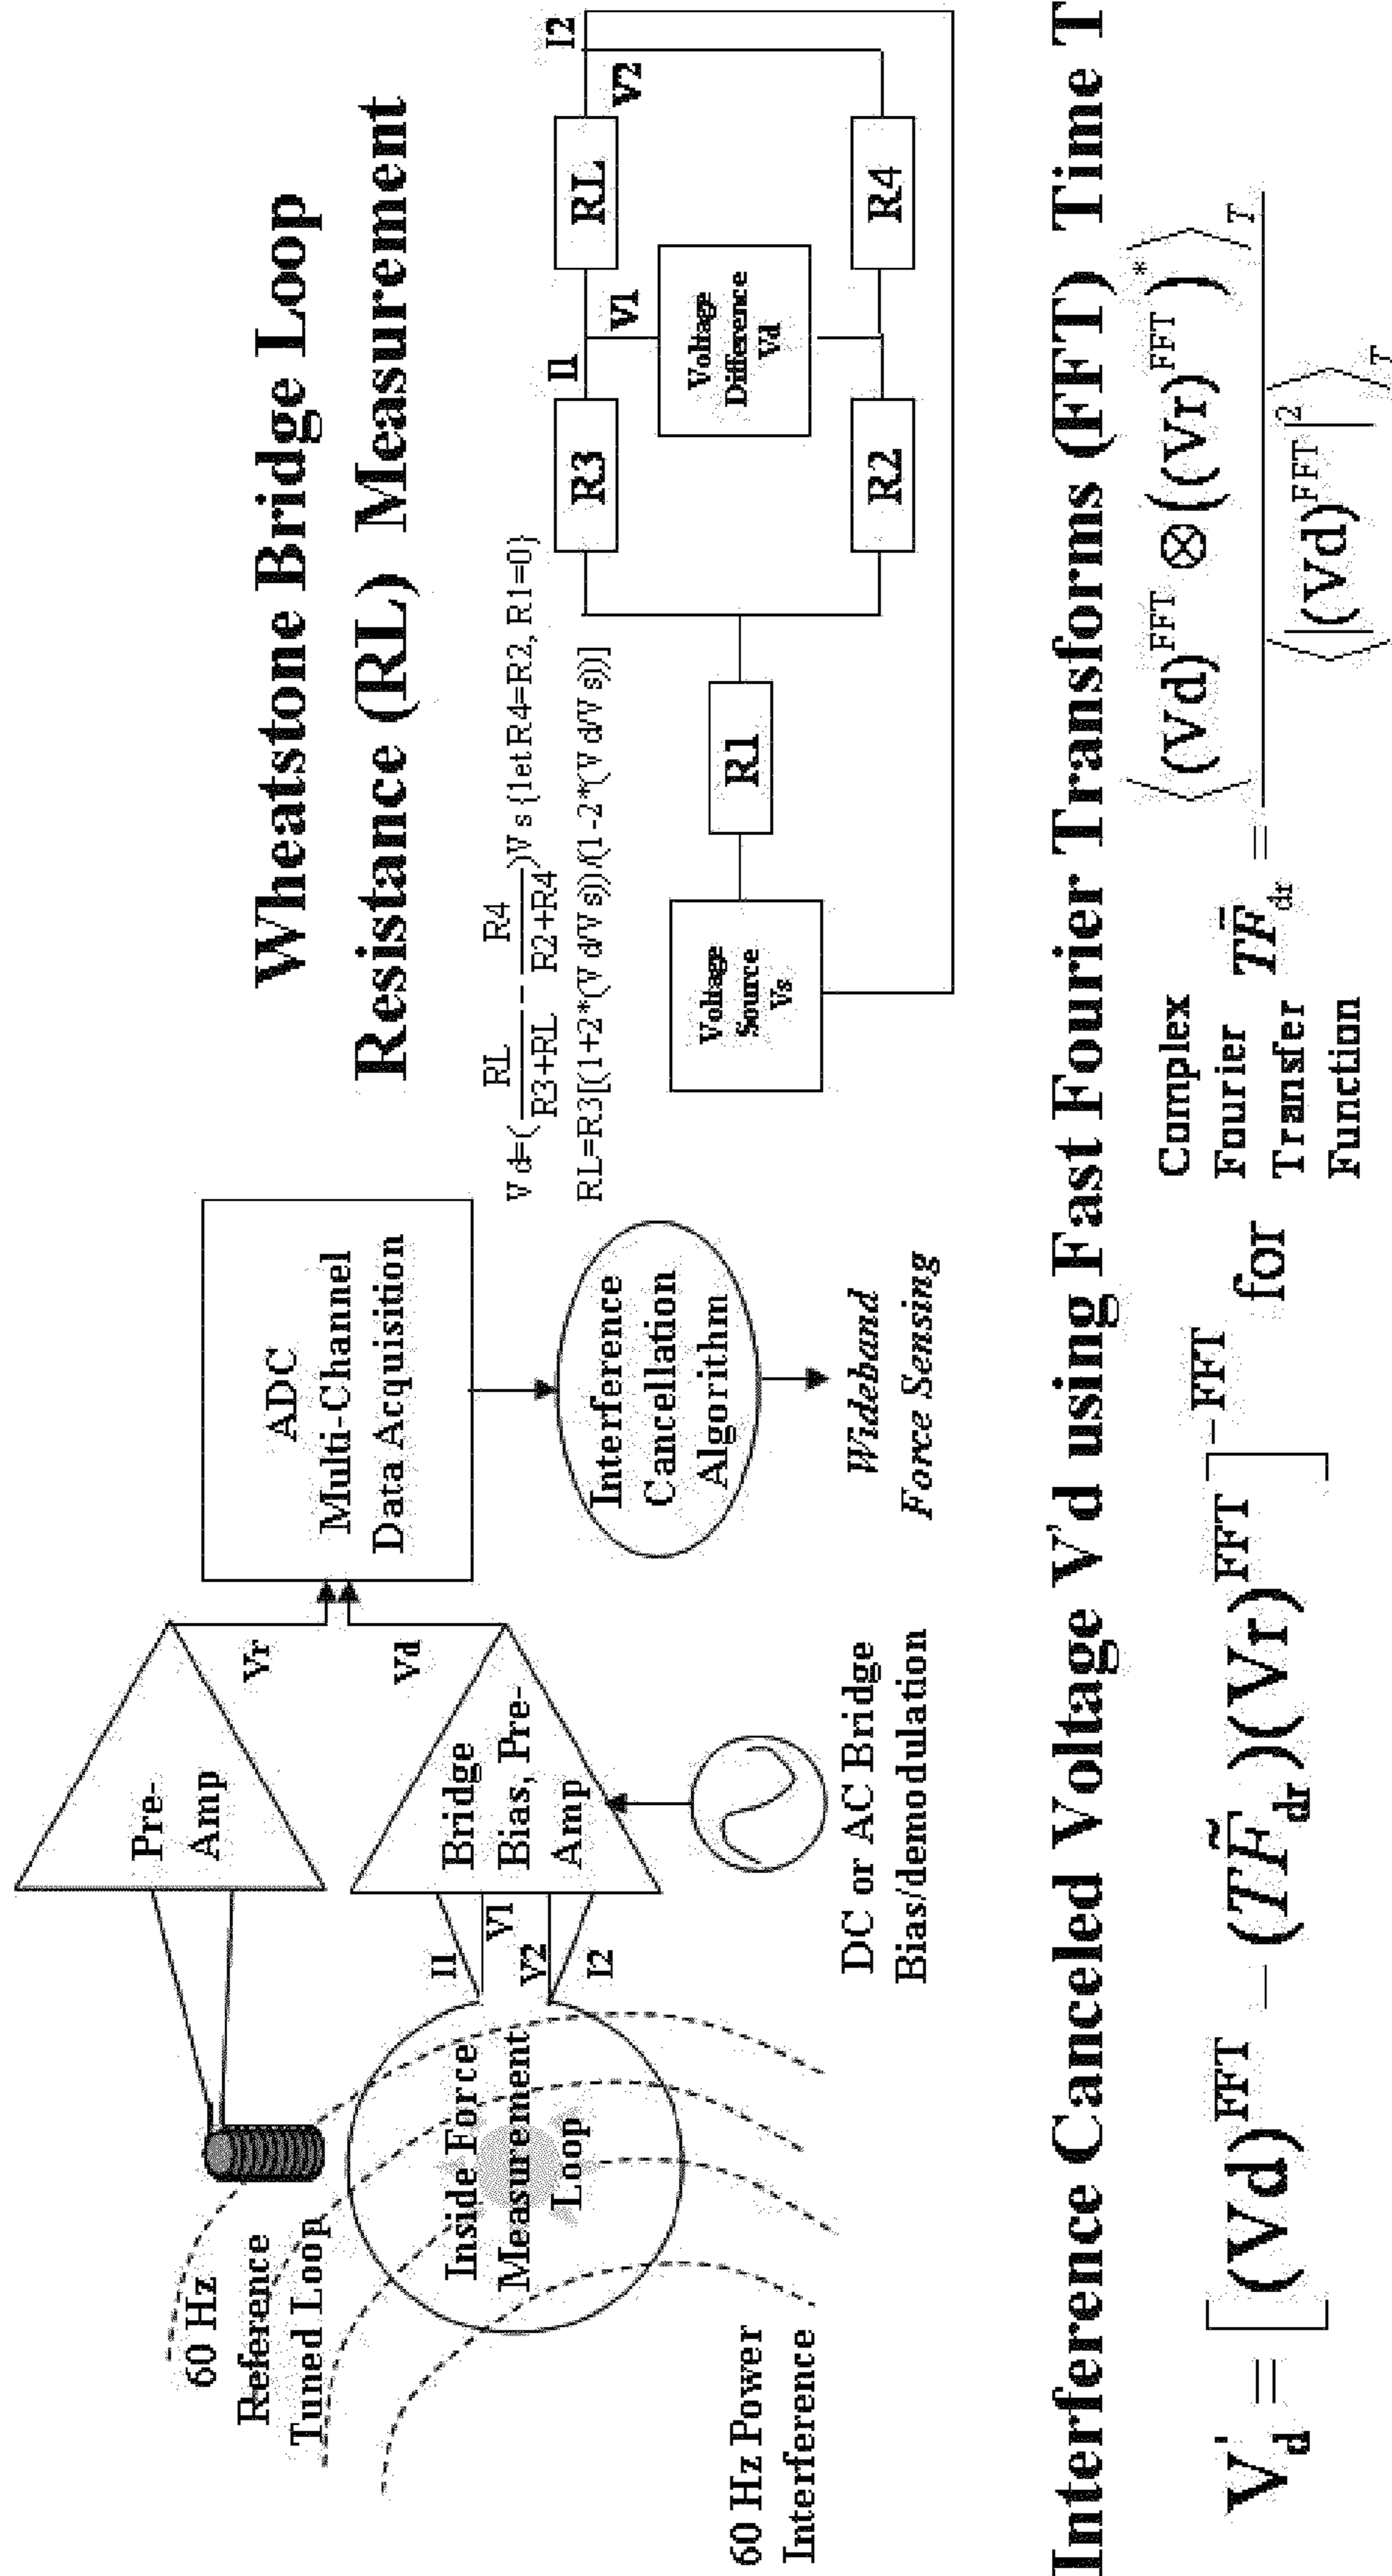 Wheatstone Bridge Loop
Resistance (RL) Measurement
60 Hz
Reference
Tuned Loop
Pre-
Amp
Vr
ADC
Multi-Channel
Data Acquisition
Inside Force
Measurement
Loop
I1
V1
V2
I2
Bridge
Bias, Pre-
Amp
Vd
Interference
Cancellation
Algorithm
Wideband
Force Sensing
60 Hz Power
Interference
DC or AC Bridge
Bias/demodulation
Vd=(RL/R3+RL - R4/R2+R4)Vs{let R4=R2, R1=0}
RL=R3[(1+2*(Vd/Vs))/(1-2*(Vd/Vs))]
Voltage
Source
Vs
R1
R3
I1
V1
RL
I2
V2
Voltage
Difference
Vd
R2
R4
Interference Canceled Voltage V'd using Fast Fourier Transforms (FFT) Time T
V'd = [(Vd)^FFT - (T̃F_dr)(Vr)^FFT]^-FFT
for
Complex
Fourier
Transfer
Function
T̄F_dr = ⟨(Vd)^FFT ⊗ ((Vr)^FFT)^*⟩_T / ⟨|(Vd)^FFT|^2⟩_T